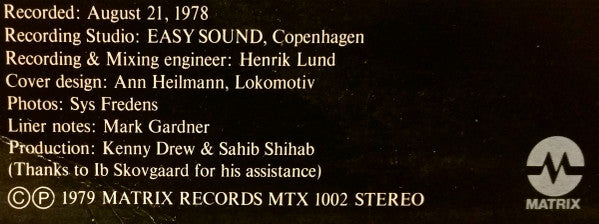 Recorded: August 21, 1978
Recording Studio: EASY SOUND, Copenhagen
Recording & Mixing engineer: Henrik Lund
Cover design: Ann Heilmann, Lokomotiv
Photos: Sys Fredens
Liner notes: Mark Gardner
Production: Kenny Drew & Sahib Shihab
(Thanks to Ib Skovgaard for his assistance)
Ⓒ Ⓟ 1979 MATRIX RECORDS MTX 1002 STEREO
MATRIX